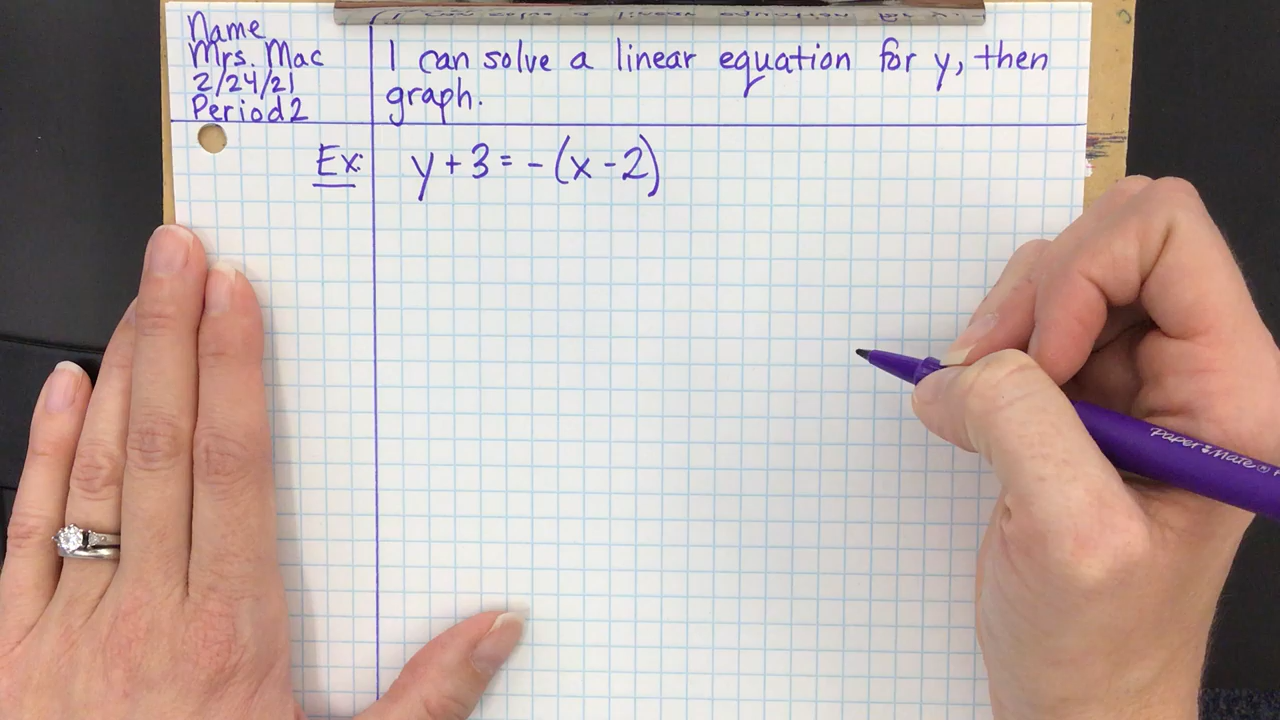 Name
Mrs. Mac
2/24/21
Period 2
I can solve a linear equation for y, then
graph.
Ex: y + 3 = - (x - 2)
Paper Mate ®